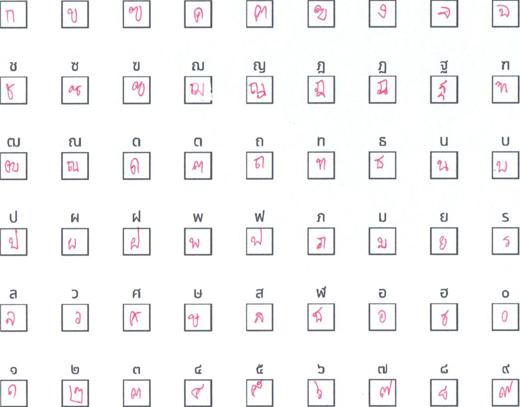 ก ข ฃ ค ฅ ฆ ง จ ฉ
ช ซ ฃ ฌ ญ ฎ ฏ ฐ ฑ
ช ซ ฃ ฌ ญ ฎ ฏ ฐ ฑ
ฒ ณ ด ต ถ ท ธ น บ
ฒ ณ ด ต ถ ท ธ น บ
ป ผ ฝ พ ฟ ภ ม ย ร
ป ผ ฝ พ ฟ ภ ม ย ร
ล ว ศ ษ ส ฬ อ ฮ ๐
ล ว ศ ษ ส ฬ อ ฮ ๐
๑ ๒ ๓ ๔ ๕ ๖ ๗ ๘ ๙
๑ ๒ ๓ ๔ ๕ ๖ ๗ ๘ ๙